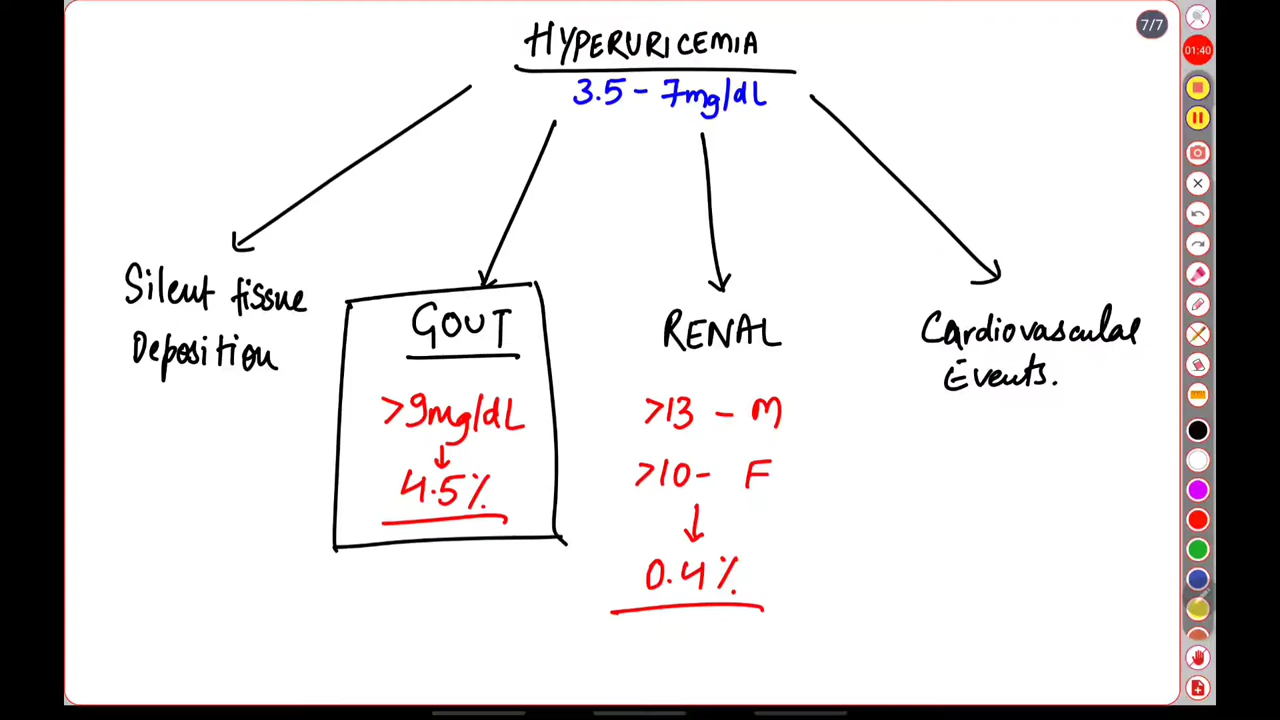 HYPERURICEMIA
3.5 - 7mg/dL
Silent tissue
Deposition
GOUT
>9mg/dL
4.5%
RENAL
>13 - M
>10 - F
0.4%
Cardiovascular
Events.
7/7
01:40